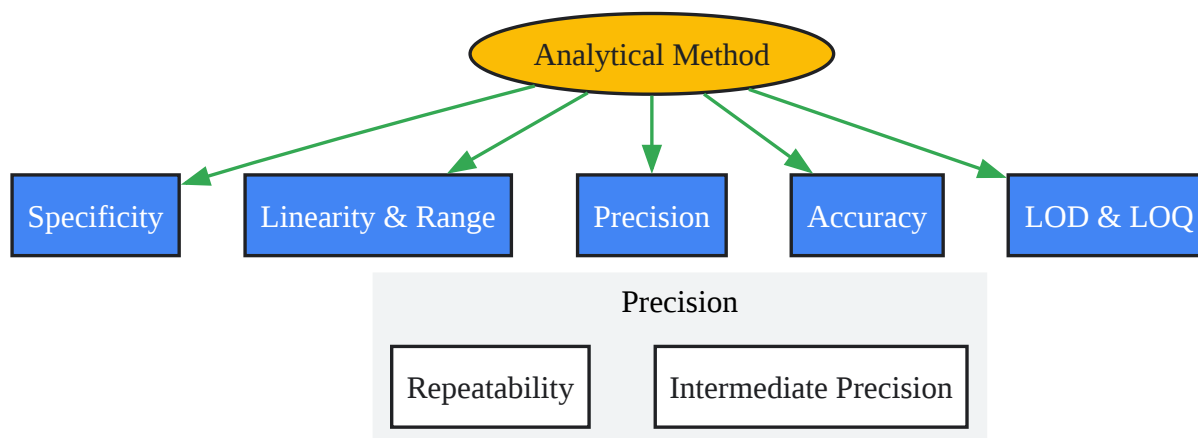 Analytical Method
Specificity
Linearity & Range
Precision
Accuracy
LOD & LOQ
Precision
Repeatability
Intermediate Precision